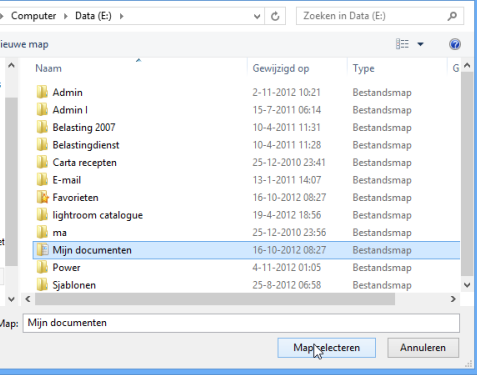 Computer ▸ Data (E:) ▸ Zoeken in Data (E:)
ieuwe map
Naam Gewijzigd op Type G
Admin 2-11-2012 10:21 Bestandsmap
Admin I 15-7-2011 06:14 Bestandsmap
Belasting 2007 10-4-2011 11:31 Bestandsmap
Belastingdienst 10-4-2011 11:28 Bestandsmap
Carta recepten 25-12-2010 23:41 Bestandsmap
E-mail 13-1-2011 14:07 Bestandsmap
Favorieten 16-10-2012 08:27 Bestandsmap
lightroom catalogue 19-4-2012 18:56 Bestandsmap
ma 25-12-2010 23:56 Bestandsmap
Mijn documenten 16-10-2012 08:27 Bestandsmap
Power 4-11-2012 01:05 Bestandsmap
Sjablonen 25-8-2012 06:58 Bestandsmap
Map: Mijn documenten
Map selecteren Annuleren